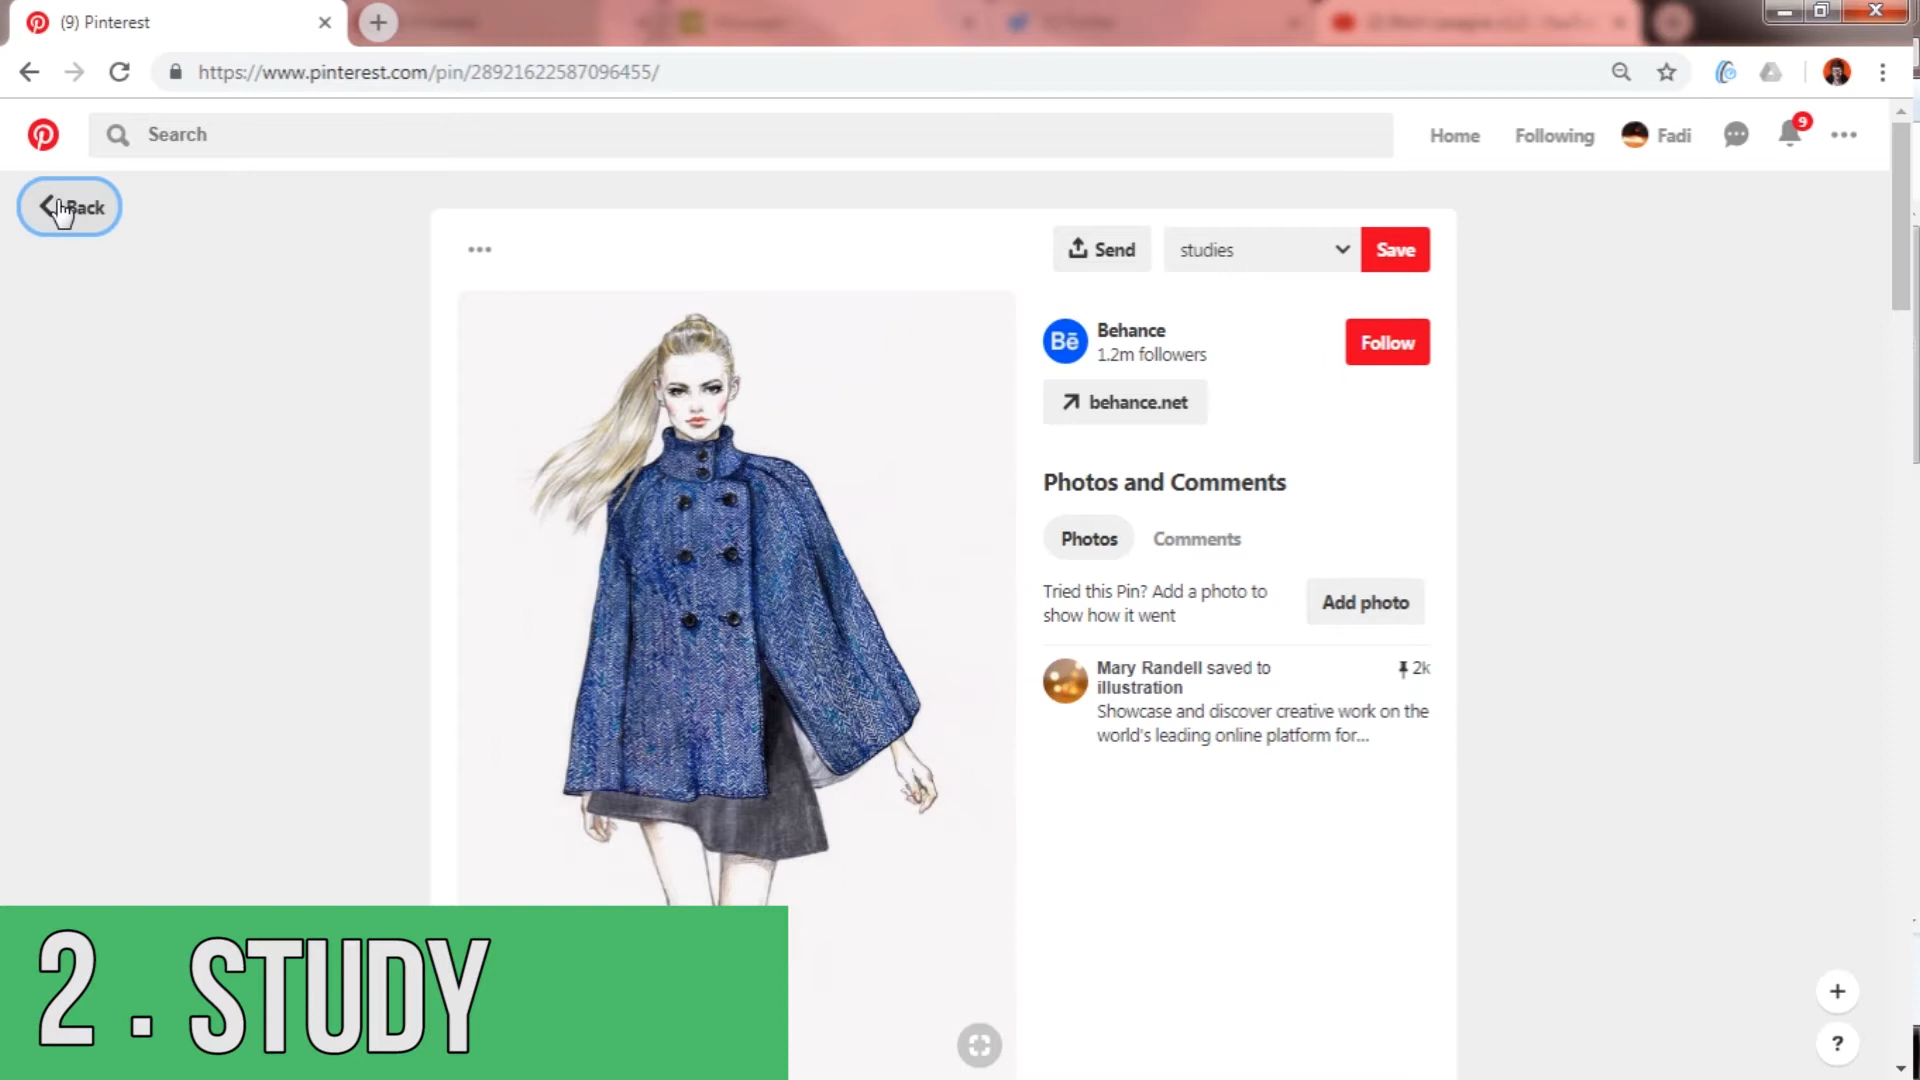 (9) Pinterest
https://www.pinterest.com/pin/28921622587096455/
Search
Home
Following
Fadi
9
Back
Send
studies
Save
Bē
Behance
1.2m followers
Follow
behance.net
Photos and Comments
Photos
Comments
Tried this Pin? Add a photo to
show how it went
Add photo
Mary Randell saved to
illustration
2k
Showcase and discover creative work on the
world's leading online platform for...
2 . STUDY
+
?